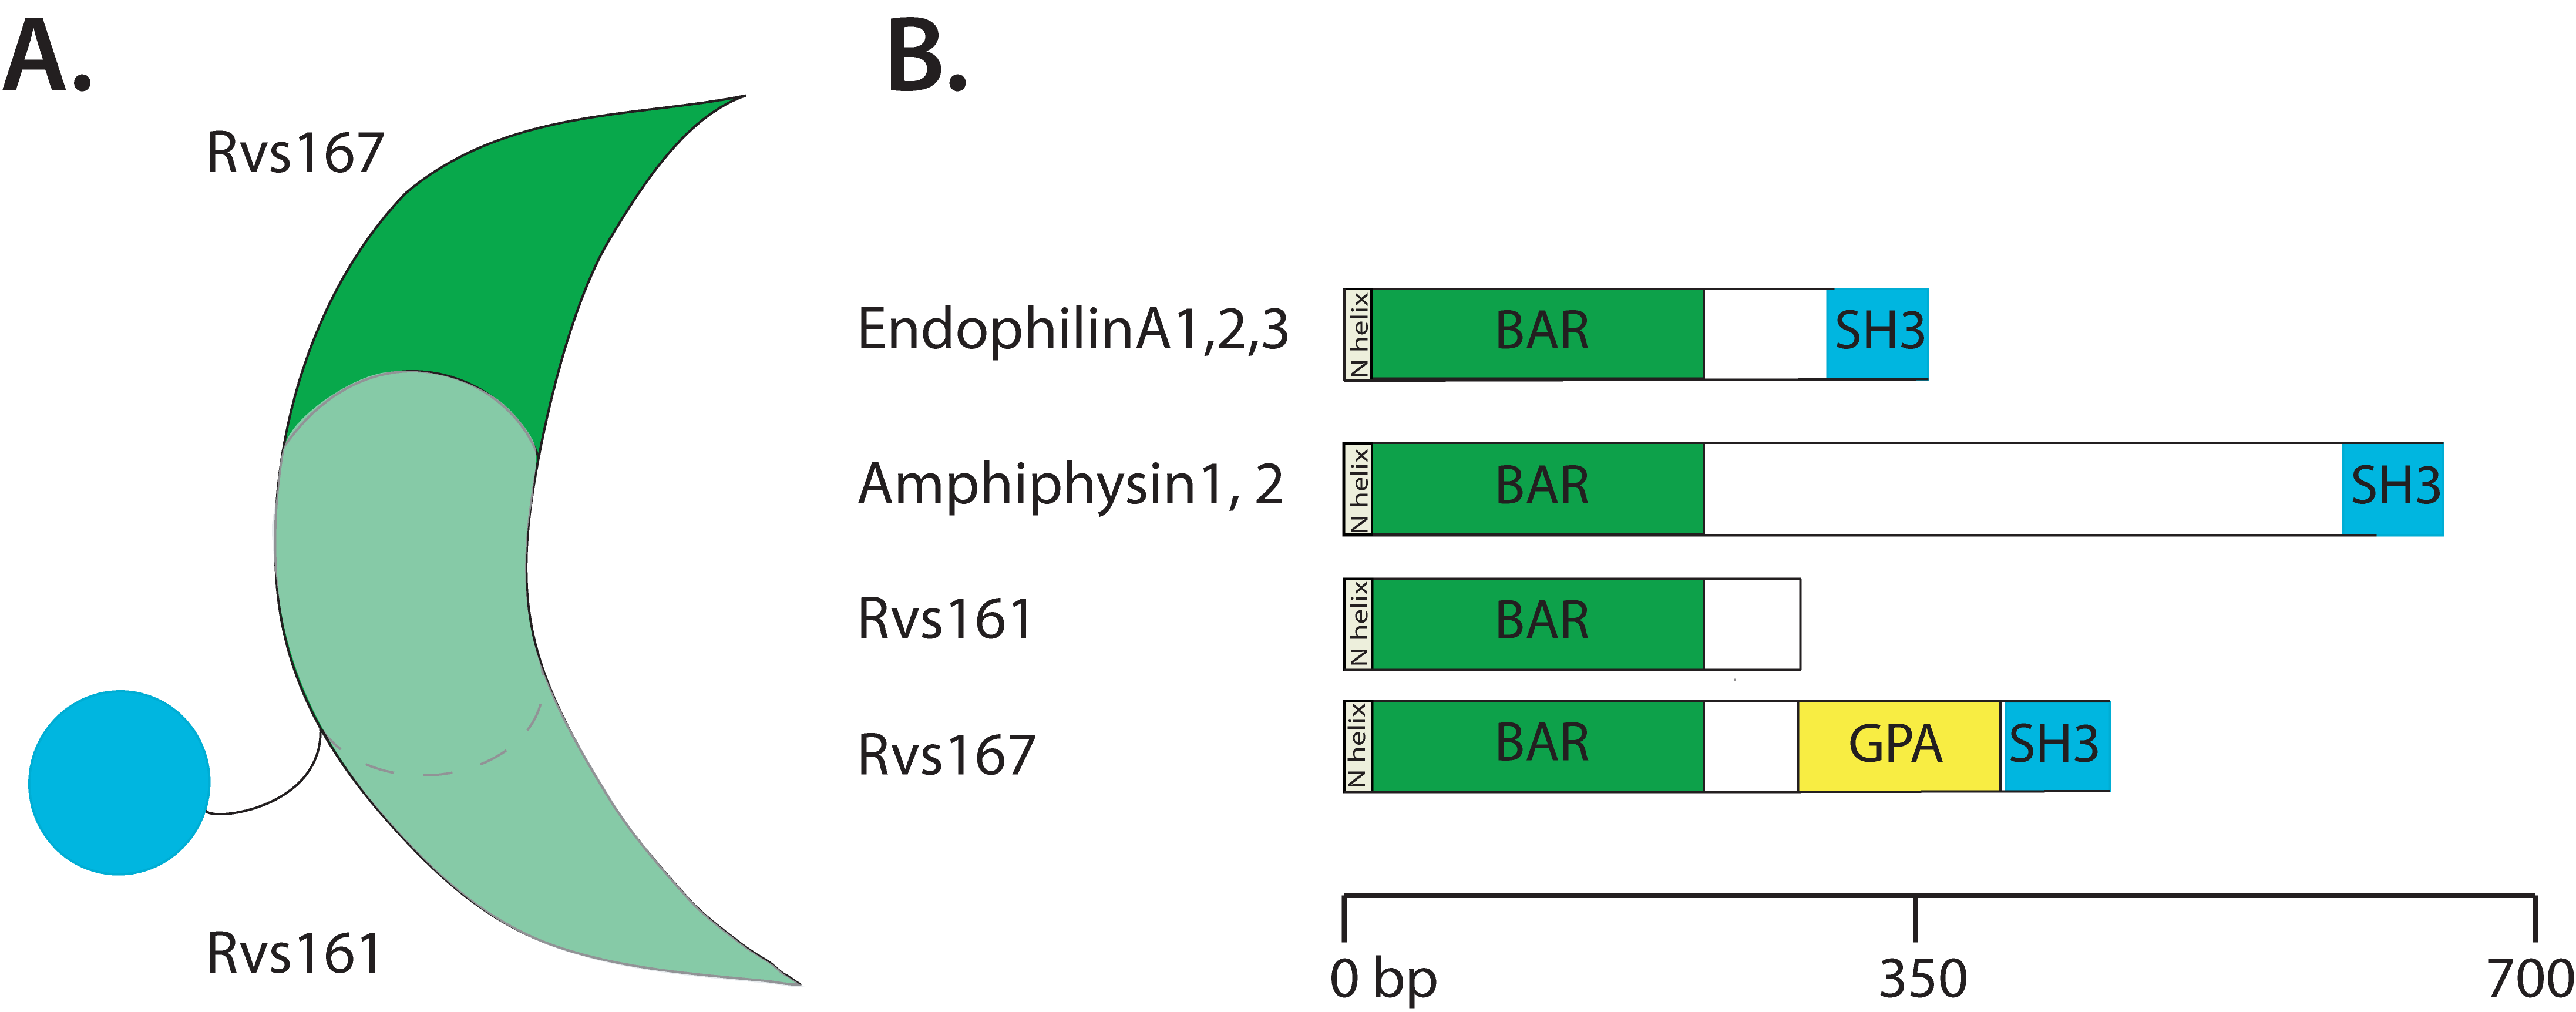 A.
Rvs167
Rvs161
B.
EndophilinA1,2,3
N helix
BAR
SH3
Amphiphysin1, 2
N helix
BAR
SH3
Rvs161
N helix
BAR
Rvs167
N helix
BAR
GPA
SH3
0 bp
350
700